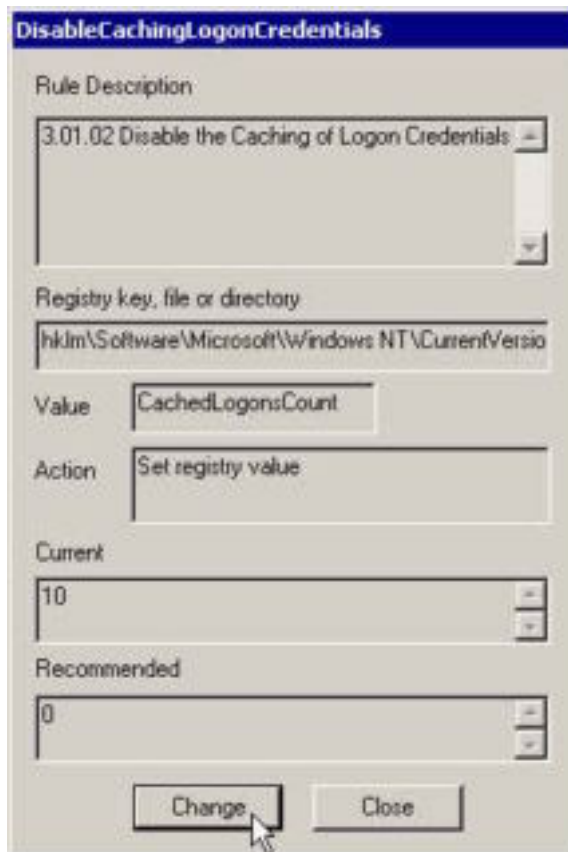 DisableCachingLogonCredentials
Rule Description
3.01.02 Disable the Caching of Logon Credentials
Registry key, file or directory
hklm\Software\Microsoft\Windows NT\CurrentVersio
Value
CachedLogonsCount
Action
Set registry value
Current
10
Recommended
0
Change
Close